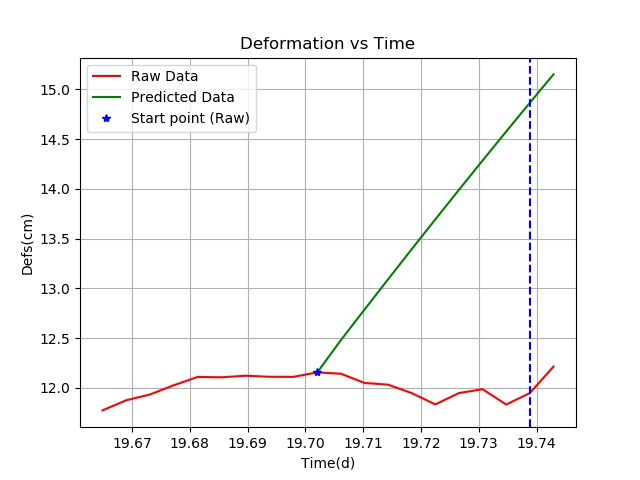 Deformation vs Time
Raw Data
Predicted Data
Start point (Raw)
15.0
14.5
14.0
13.5
13.0
12.5
12.0
Defs(cm)
19.67 19.68 19.69 19.70 19.71 19.72 19.73 19.74
Time(d)